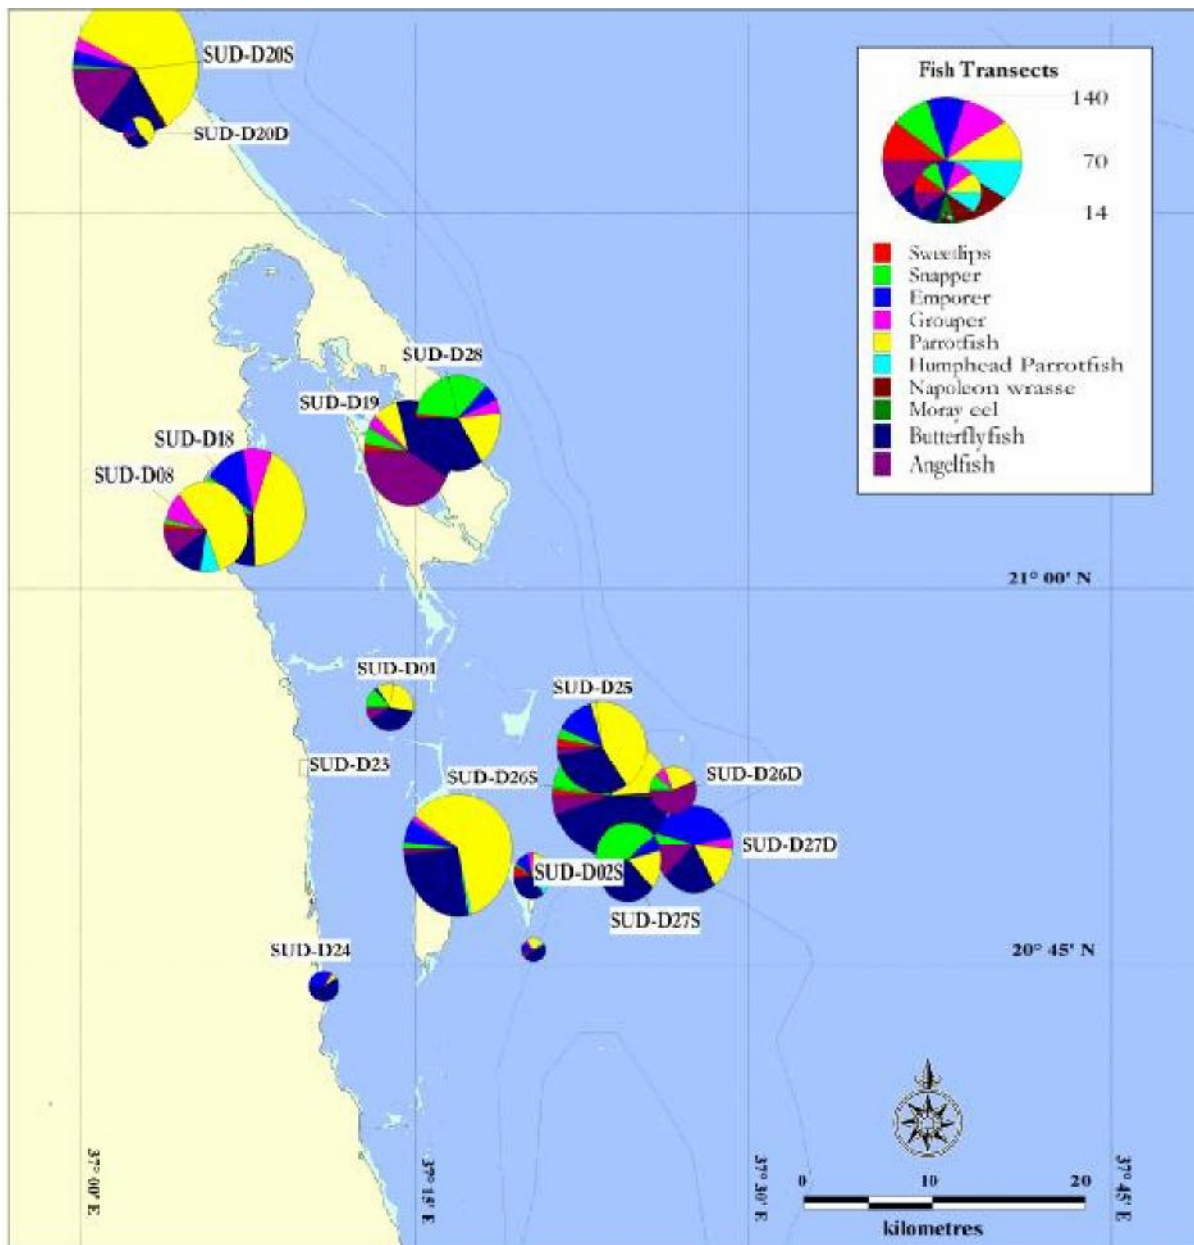 SUD-D20S
SUD-D20D
Fish Transects
140
70
14
Sweetlips
Snapper
Emporer
Grouper
Parrotfish
Humphead Parrotfish
Napoleon wrasse
Moray eel
Butterflyfish
Angelfish
SUD-D28
SUD-D19
SUD-D18
SUD-D08
21° 00' N
SUD-D01
SUD-D25
SUD-D23
SUD-D26S
SUD-D26D
SUD-D27D
SUD-D02S
SUD-D27S
SUD-D24
20° 45' N
37° 00' E
37° 15' E
37° 30' E
37° 45' E
0 10 20
kilometres